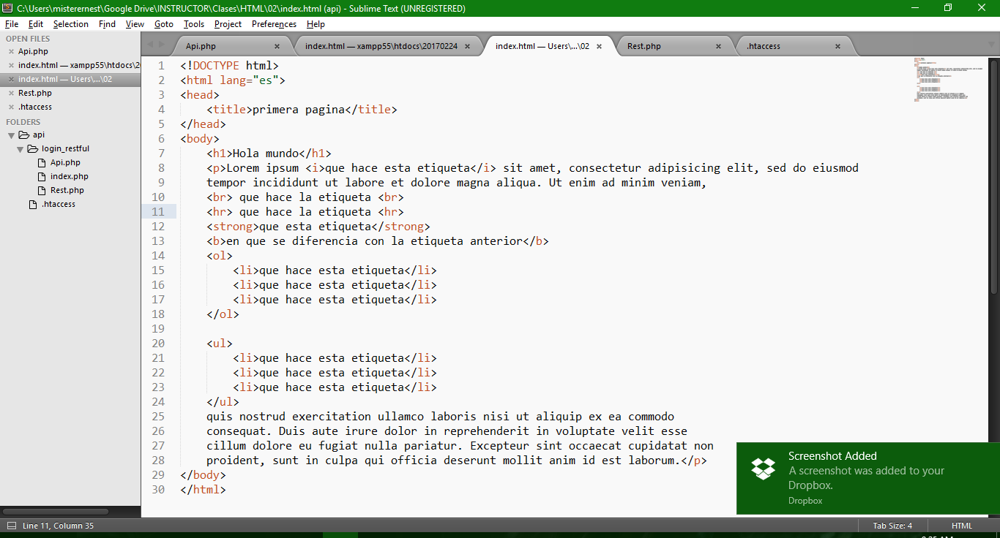 C:\Users\misterernest\Google Drive\INSTRUCTOR\Clases\HTML\02\index.html (api) - Sublime Text (UNREGISTERED)
File Edit Selection Find View Goto Tools Project Preferences Help
OPEN FILES
Api.php
index.html — xampp55\htdocs\20
index.html — Users\...\02
Rest.php
.htaccess
FOLDERS
api
login_restful
Api.php
index.php
Rest.php
.htaccess
Api.php index.html — xampp55\htdocs\20170224 index.html — Users\...\02 Rest.php .htaccess
1 <!DOCTYPE html>
2 <html lang="es">
3 <head>
4 <title>primera pagina</title>
5 </head>
6 <body>
7 <h1>Hola mundo</h1>
8 <p>Lorem ipsum <i>que hace esta etiqueta</i> sit amet, consectetur adipisicing elit, sed do eiusmod
9 tempor incididunt ut labore et dolore magna aliqua. Ut enim ad minim veniam,
10 <br> que hace la etiqueta <br>
11 <hr> que hace la etiqueta <hr>
12 <strong>que esta etiqueta</strong>
13 <b>en que se diferencia con la etiqueta anterior</b>
14 <ol>
15 <li>que hace esta etiqueta</li>
16 <li>que hace esta etiqueta</li>
17 <li>que hace esta etiqueta</li>
18 </ol>
19
20 <ul>
21 <li>que hace esta etiqueta</li>
22 <li>que hace esta etiqueta</li>
23 <li>que hace esta etiqueta</li>
24 </ul>
25 quis nostrud exercitation ullamco laboris nisi ut aliquip ex ea commodo
26 consequat. Duis aute irure dolor in reprehenderit in voluptate velit esse
27 cillum dolore eu fugiat nulla pariatur. Excepteur sint occaecat cupidatat non
28 proident, sunt in culpa qui officia deserunt mollit anim id est laborum.</p>
29 </body>
30 </html>
Screenshot Added
A screenshot was added to your
Dropbox.
Dropbox
Line 11, Column 35 Tab Size: 4 HTML